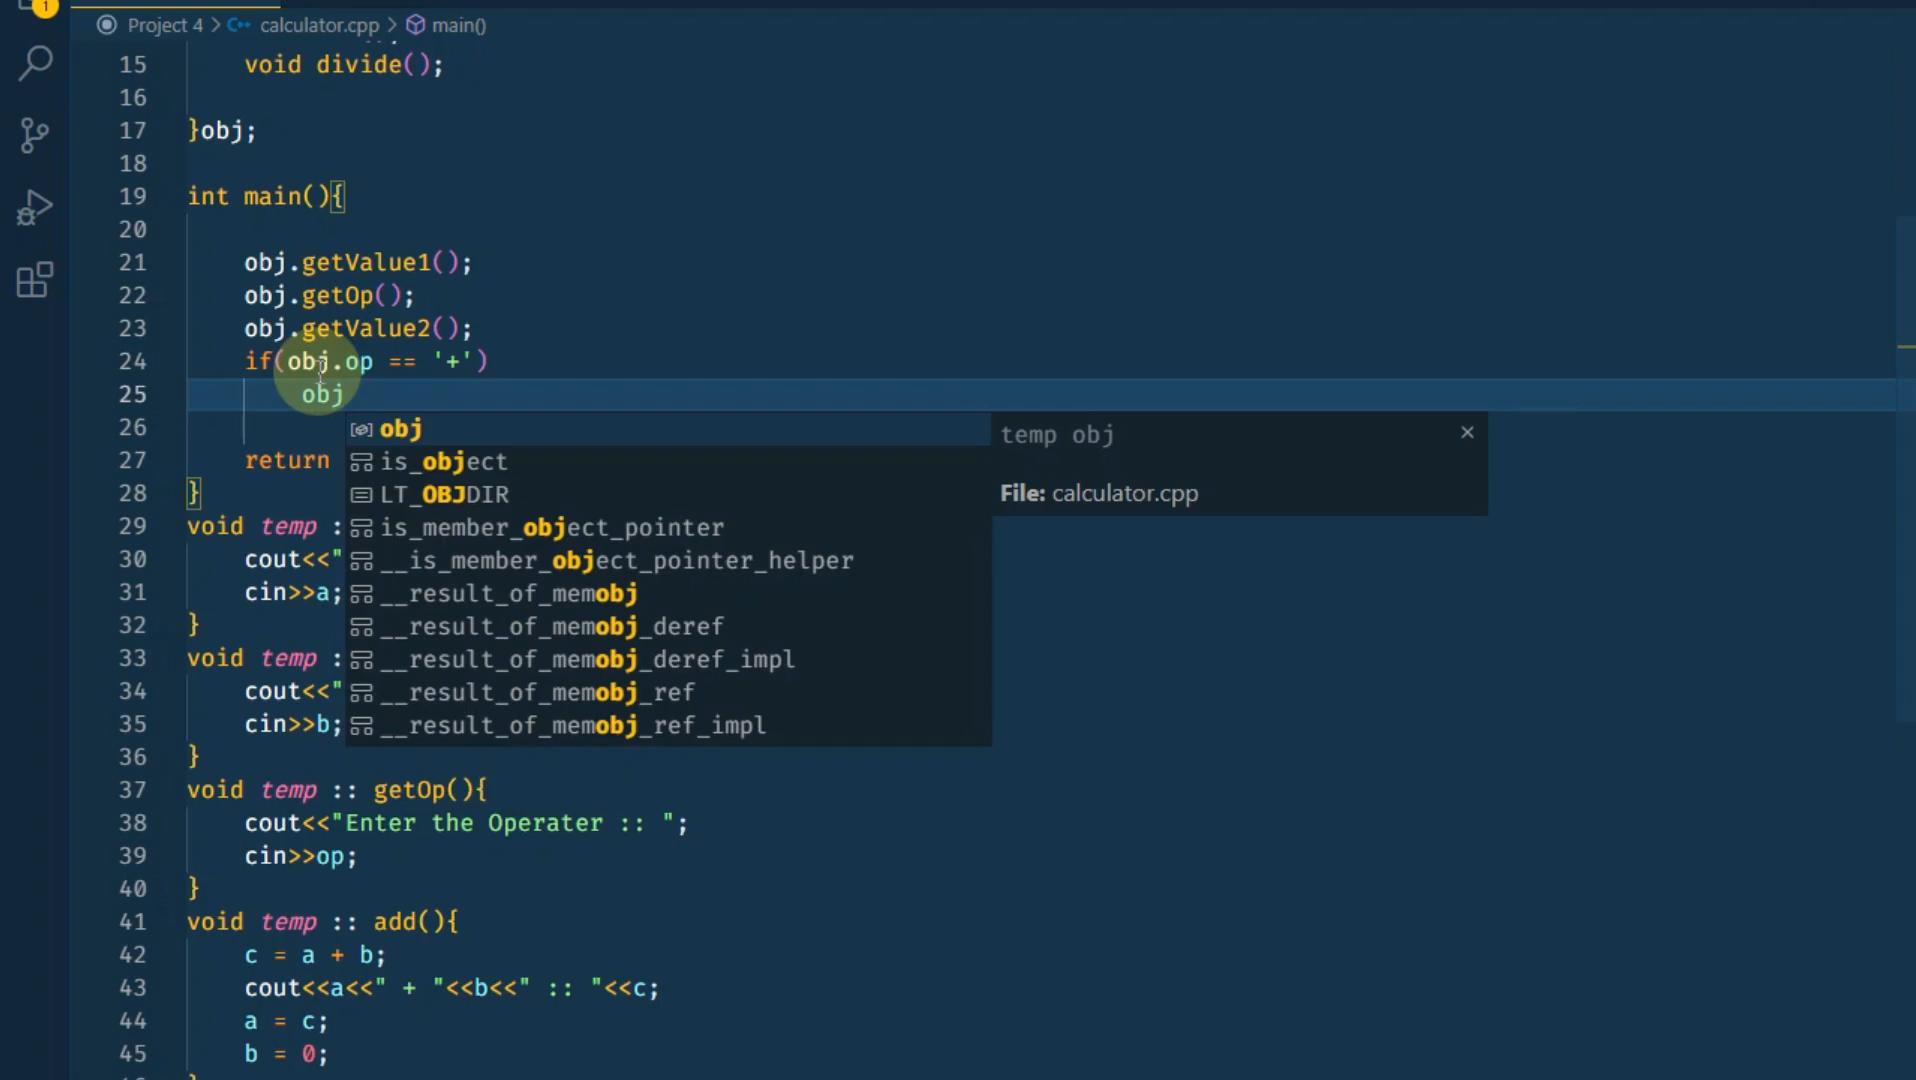 1
Project 4 > C++ calculator.cpp > main()
15 void divide();
16
17 }obj;
18
19 int main(){
20
21 obj.getValue1();
22 obj.getOp();
23 obj.getValue2();
24 if(obj.op == '+')
25 obj
26 obj temp obj
27 return is_object
28 } LT_OBJDIR File: calculator.cpp
29 void temp : is_member_object_pointer
30 cout<<" __is_member_object_pointer_helper
31 cin>>a; __result_of_memobj
32 } __result_of_memobj_deref
33 void temp : __result_of_memobj_deref_impl
34 cout<<" __result_of_memobj_ref
35 cin>>b; __result_of_memobj_ref_impl
36 }
37 void temp :: getOp(){
38 cout<<"Enter the Operater :: ";
39 cin>>op;
40 }
41 void temp :: add(){
42 c = a + b;
43 cout<<a<<" + "<<b<<" :: "<<c;
44 a = c;
45 b = 0;